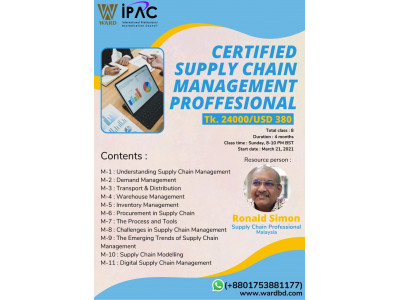 WARD
iPAC
International Professional
Accreditation Council
CERTIFIED
SUPPLY CHAIN
MANAGEMENT
PROFFESIONAL
Tk. 24000/USD 380
Total class : 8
Duration : 4 months
Class time : Sunday, 8-10 PM BST
Start date : March 21, 2021
Contents :
Resource person :
M-1 : Understanding Supply Chain Management
M-2 : Demand Management
M-3 : Transport & Distribution
M-4 : Warehouse Management
M-5 : Inventory Management
M-6 : Procurement in Supply Chain
M-7 : The Process and Tools
M-8 : Challenges in Supply Chain Management
M-9 : The Emerging Trends of Supply Chain
Management
M-10 : Supply Chain Modelling
M-11 : Digital Supply Chain Management
Ronald Simon
Supply Chain Professional
Malaysia
(+8801753881177)
www.wardbd.com